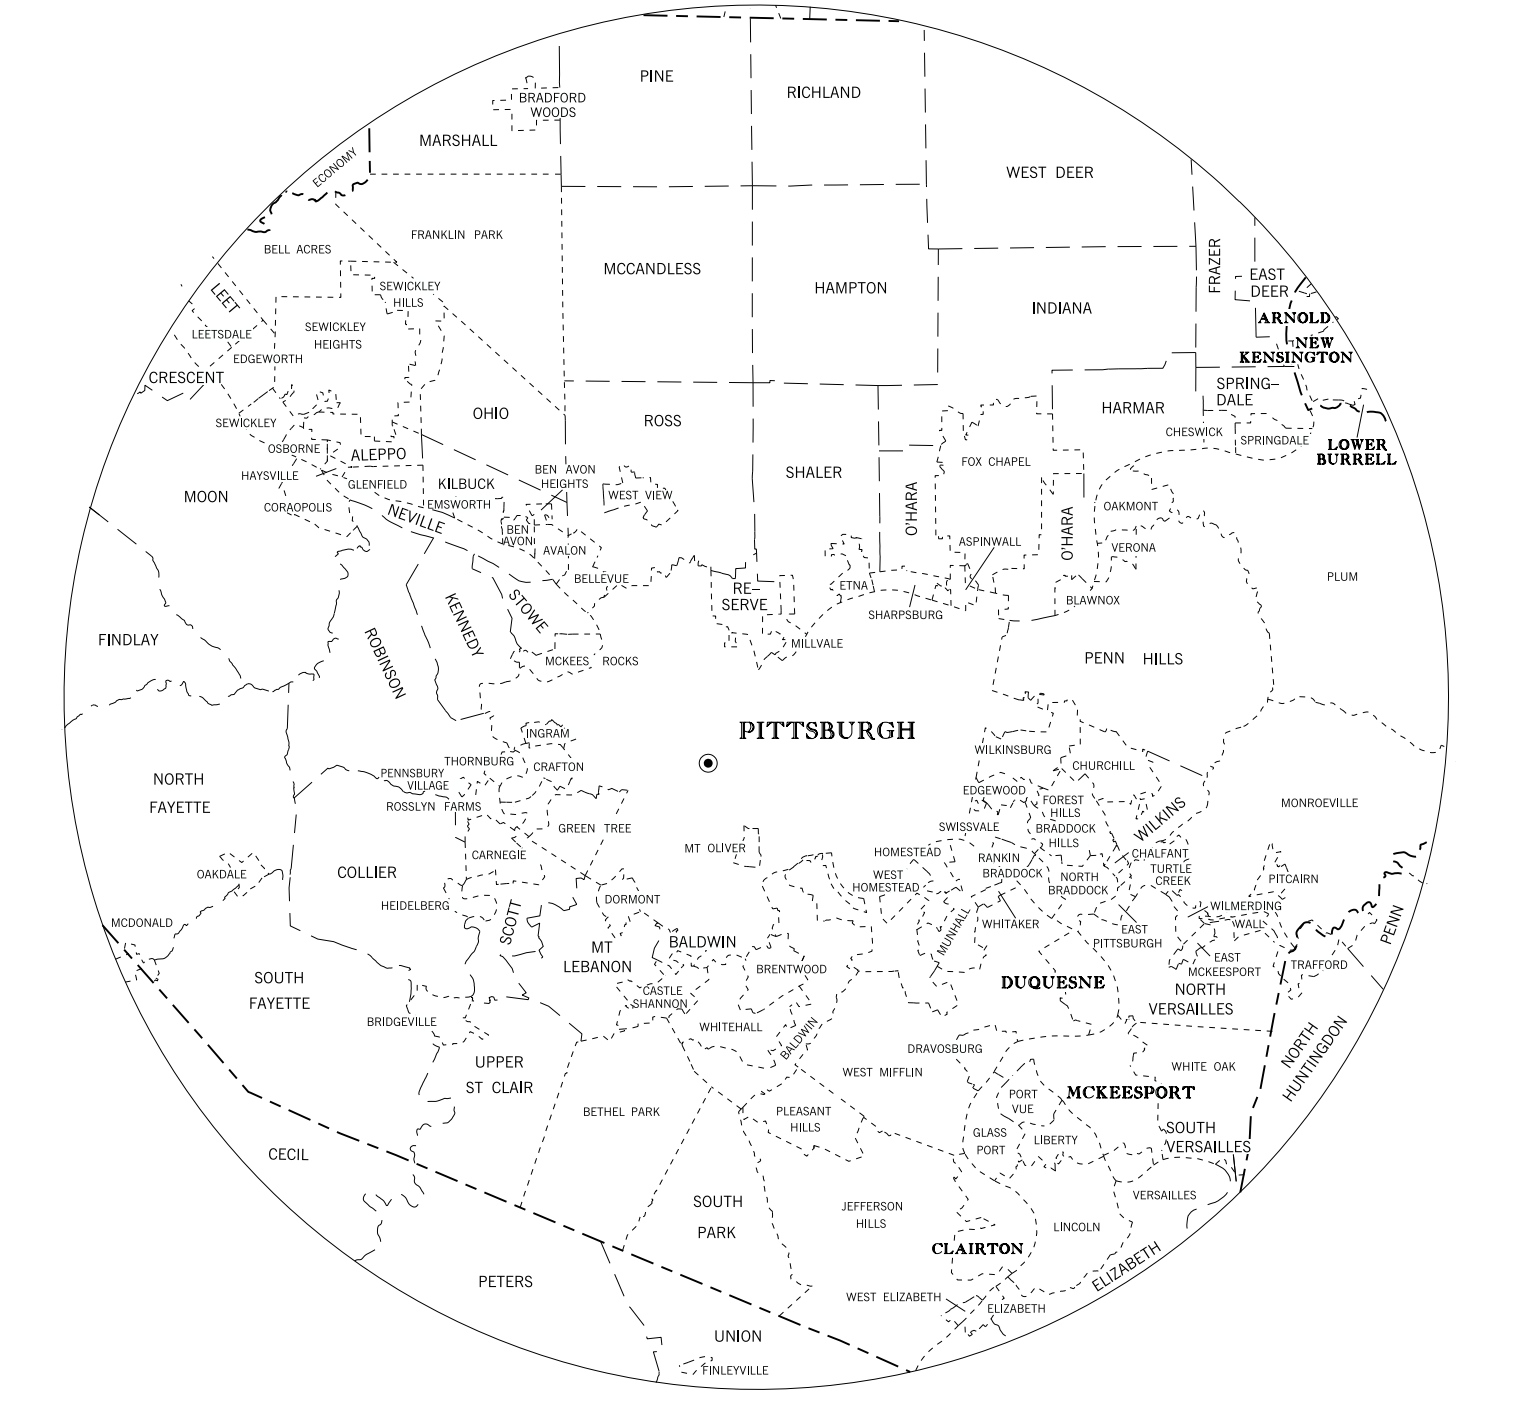 PINE
RICHLAND
BRADFORD
WOODS
MARSHALL
ECONOMY
WEST DEER
FRANKLIN PARK
BELL ACRES
MCCANDLESS
HAMPTON
FRAZER
EAST
DEER
LEET
SEWICKLEY
HILLS
INDIANA
ARNOLD
SEWICKLEY
HEIGHTS
LEETSDALE
EDGEWORTH
NEW
KENSINGTON
CRESCENT
SPRING-
DALE
OHIO
ROSS
HARMAR
SEWICKLEY
CHESWICK
SPRINGDALE
LOWER
BURRELL
OSBORNE
ALEPPO
FOX CHAPEL
HAYSVILLE
GLENFIELD
KILBUCK
BEN AVON
HEIGHTS
SHALER
MOON
CORAOPOLIS
EMSWORTH
WEST VIEW
O'HARA
OAKMONT
NEVILLE
BEN
AVON
AVALON
O'HARA
ASPINWALL
VERONA
BELLEVUE
ETNA
PLUM
RE-
SERVE
SHARPSBURG
BLAWNOX
STOWE
KENNEDY
FINDLAY
ROBINSON
MILLVALE
MCKEES ROCKS
PENN HILLS
PITTSBURGH
INGRAM
WILKINSBURG
THORNBURG
CRAFTON
CHURCHILL
PENNSBURY
VILLAGE
NORTH
FAYETTE
ROSSLYN FARMS
EDGEWOOD
FOREST
HILLS
MONROEVILLE
WILKINS
GREEN TREE
SWISSVALE
BRADDOCK
HILLS
MT OLIVER
CARNEGIE
HOMESTEAD
RANKIN
BRADDOCK
CHALFANT
TURTLE
CREEK
COLLIER
OAKDALE
WEST
HOMESTEAD
NORTH
BRADDOCK
PITCAIRN
HEIDELBERG
DORMONT
WILMERDING
MCDONALD
SCOTT
MUNHALL
WHITAKER
WALL
PENN
EAST
PITTSBURGH
BALDWIN
MT
LEBANON
BRENTWOOD
EAST
MCKEESPORT
TRAFFORD
SOUTH
FAYETTE
CASTLE
SHANNON
DUQUESNE
NORTH
VERSAILLES
BRIDGEVILLE
WHITEHALL
BALDWIN
DRAVOSBURG
NORTH
HUNTINGDON
UPPER
ST CLAIR
WEST MIFFLIN
WHITE OAK
MCKEESPORT
PORT
VUE
BETHEL PARK
PLEASANT
HILLS
GLASS
PORT
LIBERTY
SOUTH
VERSAILLES
CECIL
VERSAILLES
SOUTH
PARK
JEFFERSON
HILLS
LINCOLN
CLAIRTON
ELIZABETH
PETERS
WEST ELIZABETH
ELIZABETH
UNION
FINLEYVILLE